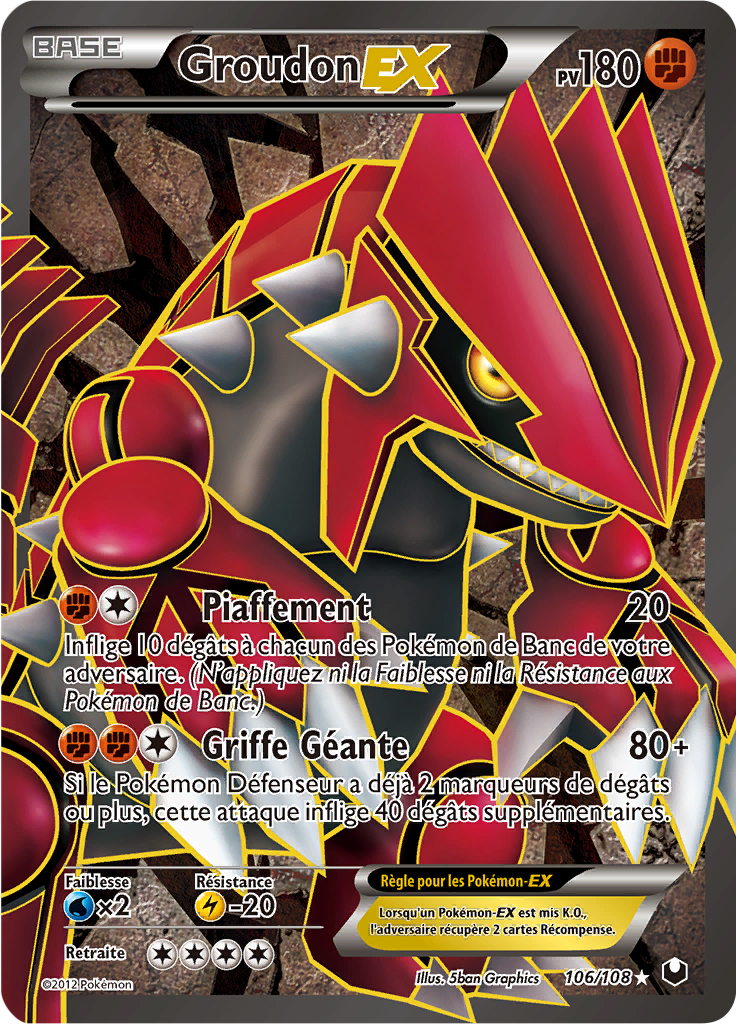 BASE
Groudon EX
PV180
Piaffement 20
Inflige 10 dégâts à chacun des Pokémon de Banc de votre
adversaire. (N'appliquez ni la Faiblesse ni la Résistance aux
Pokémon de Banc.)
Griffe Géante 80+
Si le Pokémon Défenseur a déjà 2 marqueurs de dégâts
ou plus, cette attaque inflige 40 dégâts supplémentaires.
Faiblesse Résistance
×2 -20
Retraite
Règle pour les Pokémon-EX
Lorsqu'un Pokémon-EX est mis K.O.,
l'adversaire récupère 2 cartes Récompense.
©2012 Pokémon Illus. 5ban Graphics 106/108 ★